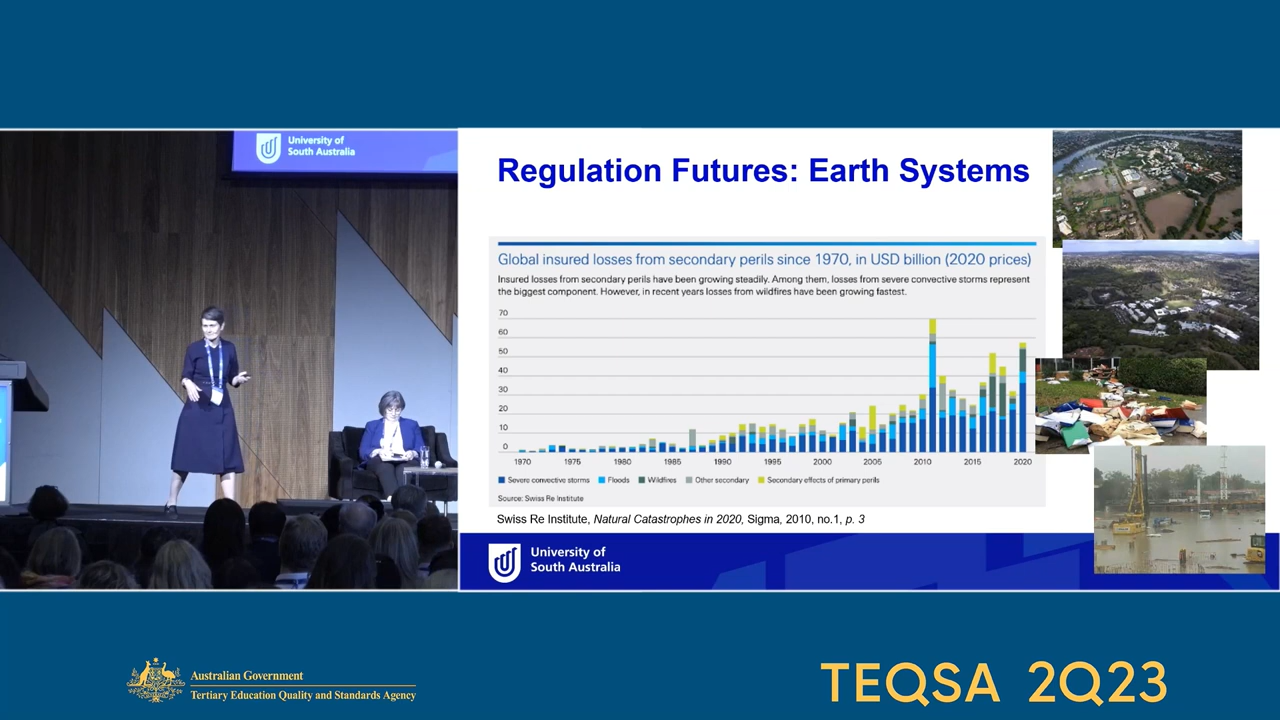 University of
South Australia
Regulation Futures: Earth Systems
Global insured losses from secondary perils since 1970, in USD billion (2020 prices)
Insured losses from secondary perils have been growing steadily. Among them, losses from severe convective storms represent
the biggest component. However, in recent years losses from wildfires have been growing fastest.
70
60
50
40
30
20
10
0
1970 1975 1980 1985 1990 1995 2000 2005 2010 2015 2020
Severe convective storms Floods Wildfires Other secondary Secondary effects of primary perils
Source: Swiss Re Institute
Swiss Re Institute, Natural Catastrophes in 2020, Sigma, 2010, no.1, p. 3
University of
South Australia
Australian Government
Tertiary Education Quality and Standards Agency
TEQSA 2Q23